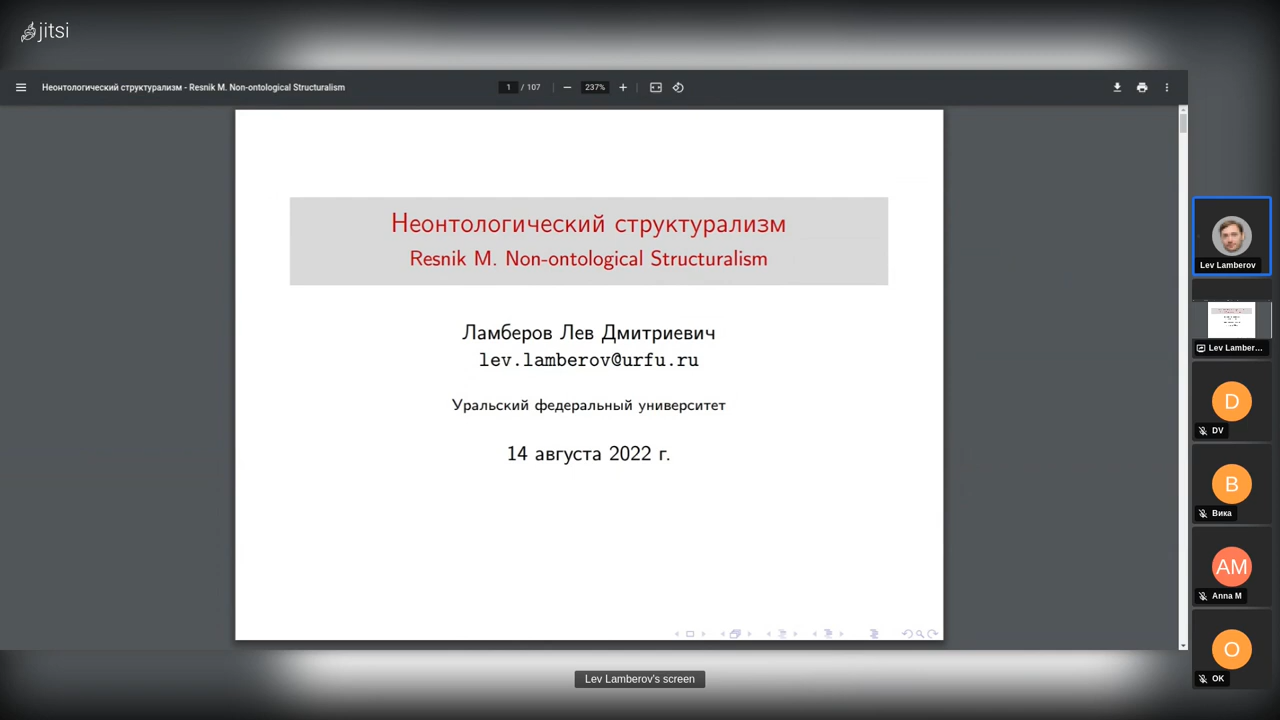 jitsi
Неонтологический структурализм - Resnik M. Non-ontological Structuralism
1 / 107
237%
Неонтологический структурализм
Resnik M. Non-ontological Structuralism
Ламберов Лев Дмитриевич
lev.lamberov@urfu.ru
Уральский федеральный университет
14 августа 2022 г.
Lev Lamberov
Lev Lamber...
D
DV
В
Вика
AM
Anna M
O
OK
Lev Lamberov's screen